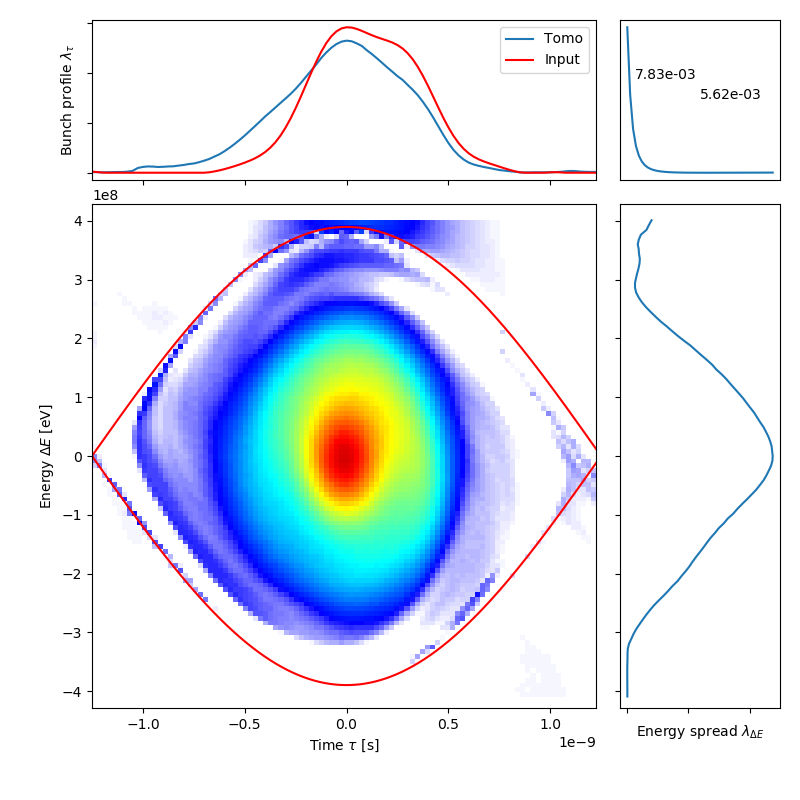 Bunch profile λτ
Tomo
Input
7.83e-03
5.62e-03
1e8
4
3
2
1
0
−1
−2
−3
−4
Energy ΔE [eV]
−1.0
−0.5
0.0
0.5
1.0
Time τ [s]
1e−9
Energy spread λΔE